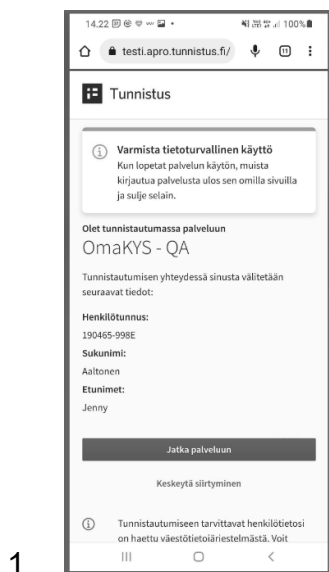 14.22 100%
testi.apro.tunnistus.fi/ 11
Tunnistus
Varmista tietoturvallinen käyttö
Kun lopetat palvelun käytön, muista
kirjautua palvelusta ulos sen omilla sivuilla
ja sulje selain.
Olet tunnistautumassa palveluun
OmaKYS - QA
Tunnistautumisen yhteydessä sinusta välitetään
seuraavat tiedot:
Henkilötunnus:
190465-998E
Sukunimi:
Aaltonen
Etunimet:
Jenny
Jatka palveluun
Keskeytä siirtyminen
Tunnistautumiseen tarvittavat henkilötietosi
on haettu väestötietojärjestelmästä. Voit
1